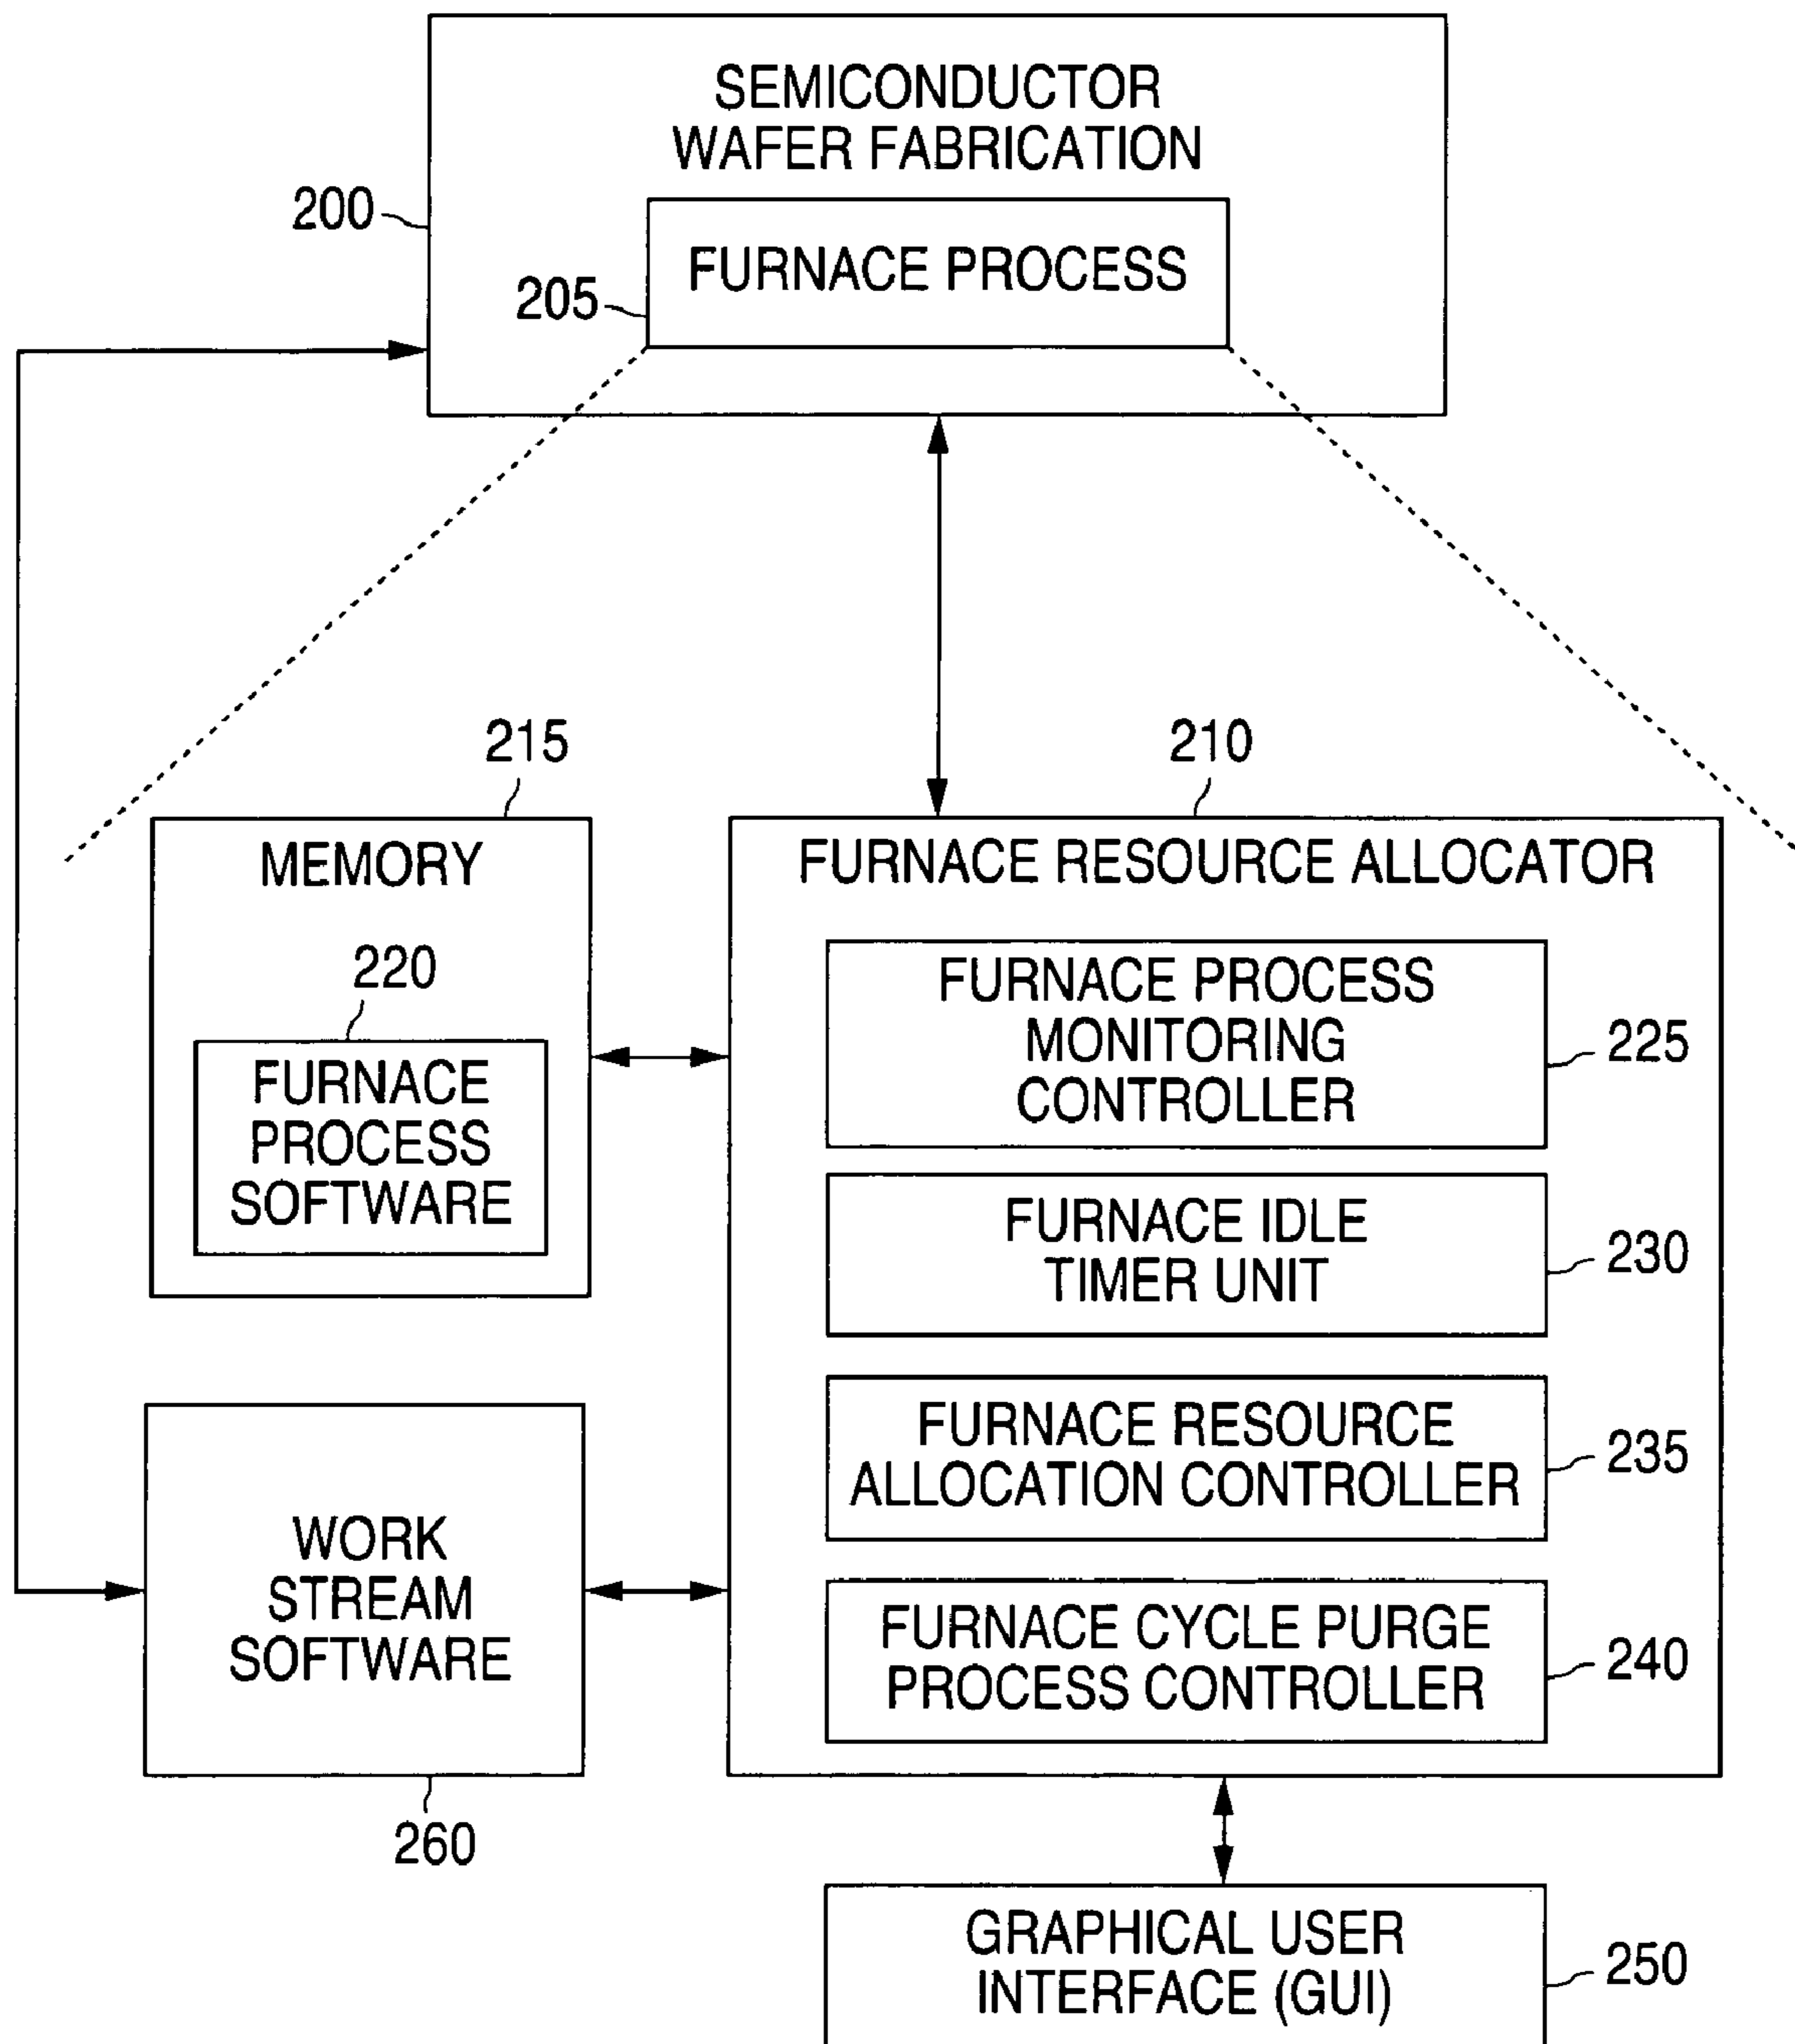 SEMICONDUCTOR
WAFER FABRICATION
200
FURNACE PROCESS
205
215
210
MEMORY
FURNACE RESOURCE ALLOCATOR
220
FURNACE
PROCESS
SOFTWARE
FURNACE PROCESS
MONITORING
CONTROLLER
225
FURNACE IDLE
TIMER UNIT
230
FURNACE RESOURCE
ALLOCATION CONTROLLER
235
WORK
STREAM
SOFTWARE
260
FURNACE CYCLE PURGE
PROCESS CONTROLLER
240
GRAPHICAL USER
INTERFACE (GUI)
250